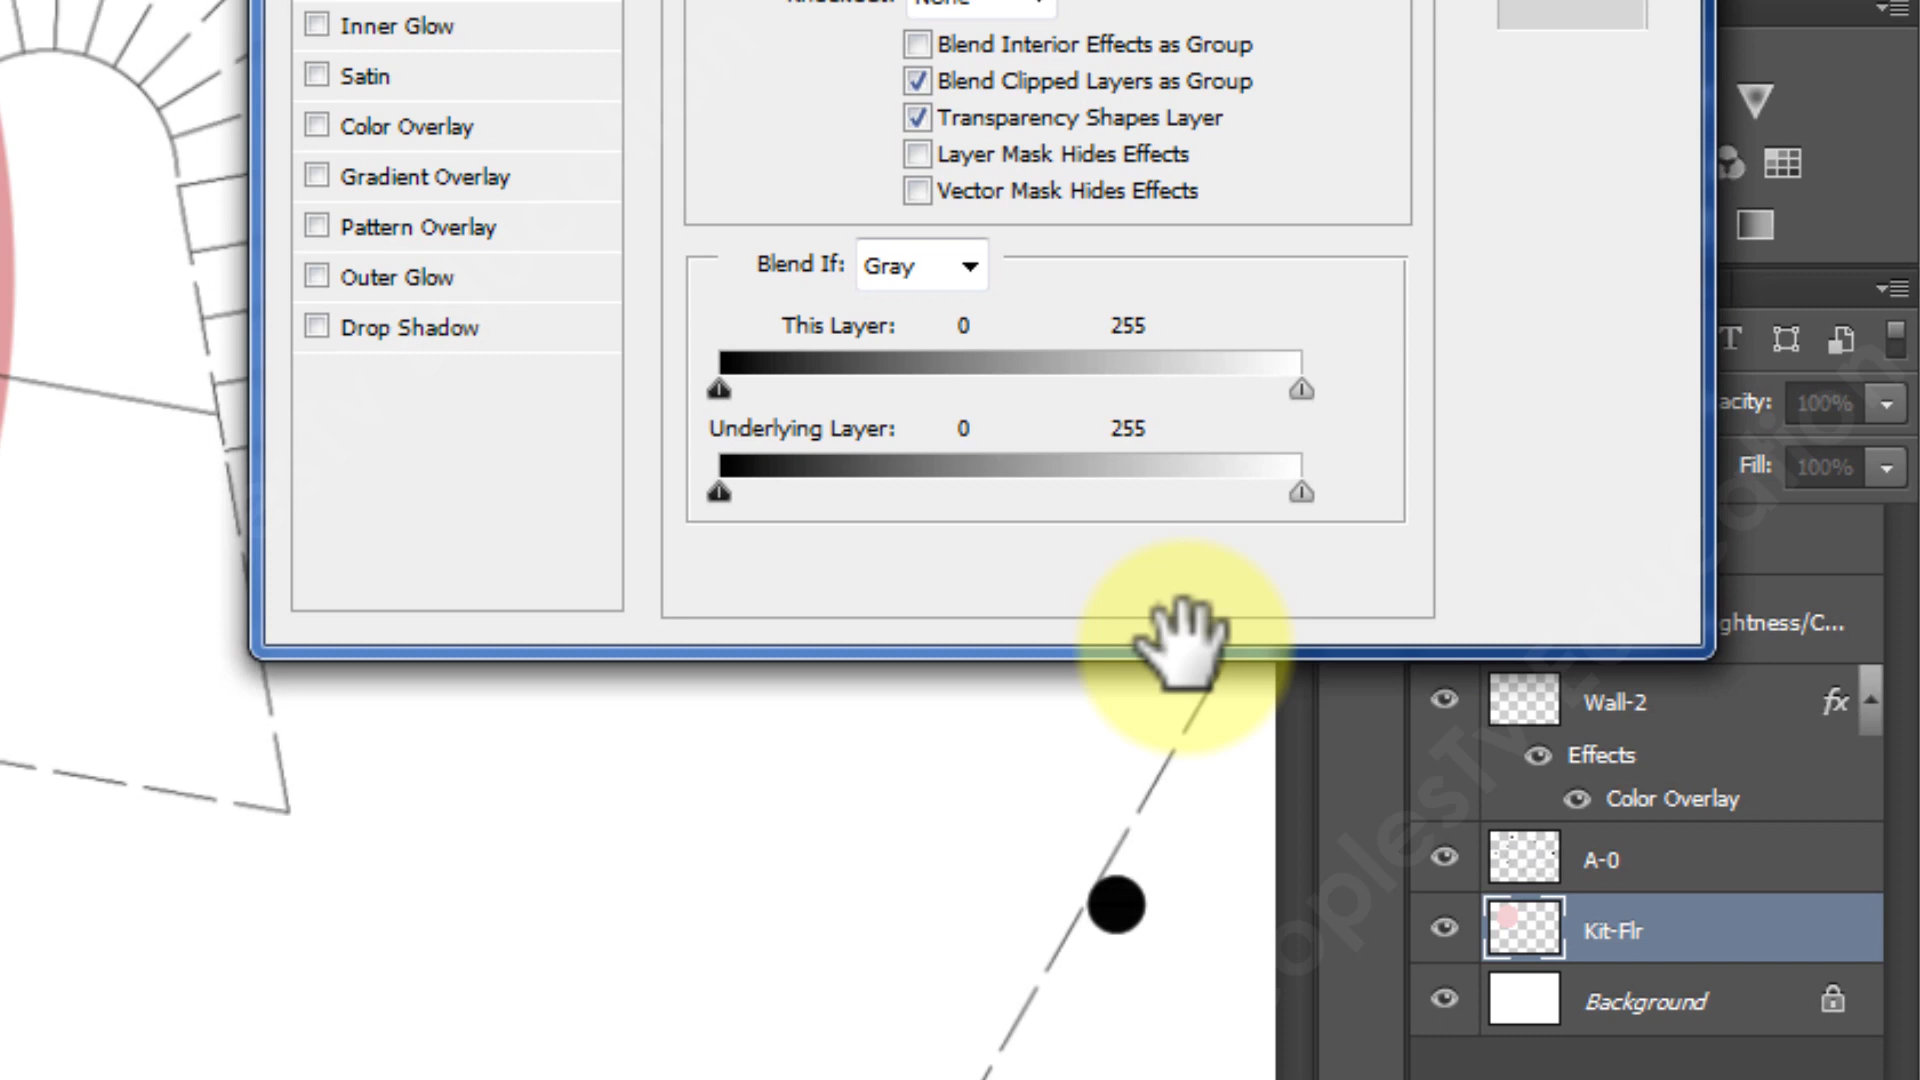 None
Inner Glow
Blend Interior Effects as Group
Satin
Blend Clipped Layers as Group
Color Overlay
Transparency Shapes Layer
Gradient Overlay
Layer Mask Hides Effects
Pattern Overlay
Vector Mask Hides Effects
Outer Glow
Blend If: Gray
Drop Shadow
This Layer: 0 255
Underlying Layer: 0 255
T
acity: 100%
Fill: 100%
ghtness/C...
Wall-2 fx
Effects
Color Overlay
A-0
Kit-Flr
Background